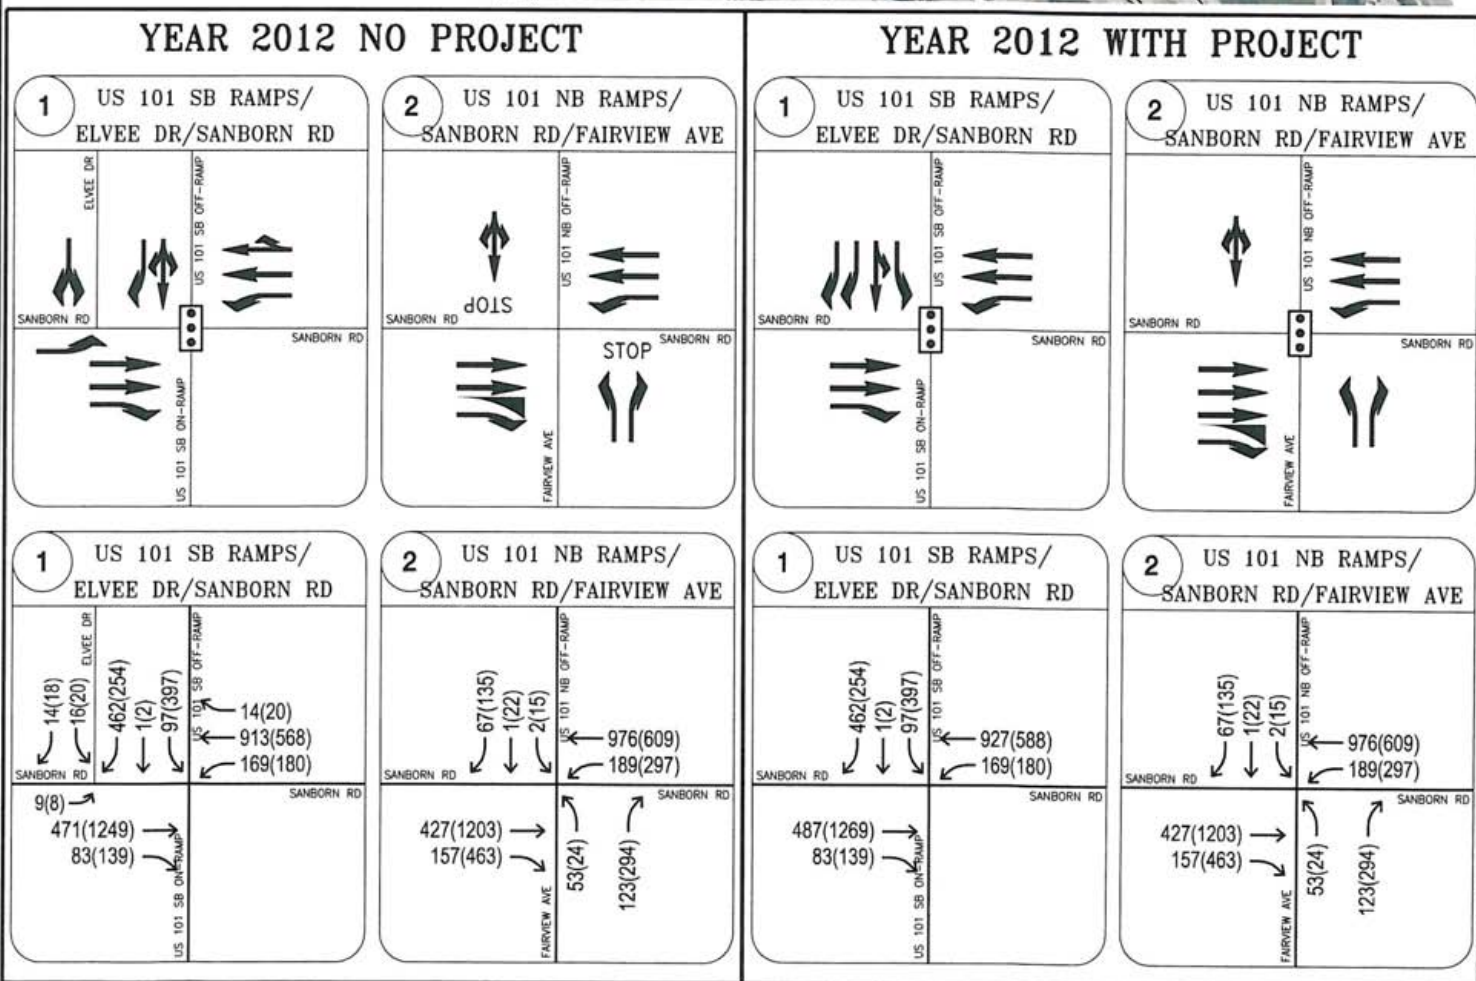 YEAR 2012 NO PROJECT
1
US 101 SB RAMPS/
ELVEE DR/SANBORN RD
ELVEE DR
US 101 SB OFF-RAMP
SANBORN RD
SANBORN RD
US 101 SB ON-RAMP
2
US 101 NB RAMPS/
SANBORN RD/FAIRVIEW AVE
US 101 NB OFF-RAMP
STOP
SANBORN RD
SANBORN RD
STOP
FAIRVIEW AVE
1
US 101 SB RAMPS/
ELVEE DR/SANBORN RD
ELVEE DR
US 101 SB OFF-RAMP
14(18)
16(20)
462(254)
1(2)
97(397)
14(20)
913(568)
169(180)
SANBORN RD
SANBORN RD
9(8)
471(1249)
83(139)
US 101 SB ON-RAMP
2
US 101 NB RAMPS/
SANBORN RD/FAIRVIEW AVE
US 101 NB OFF-RAMP
67(135)
1(22)
2(15)
976(609)
189(297)
SANBORN RD
SANBORN RD
427(1203)
157(463)
53(24)
123(294)
FAIRVIEW AVE
YEAR 2012 WITH PROJECT
1
US 101 SB RAMPS/
ELVEE DR/SANBORN RD
US 101 SB OFF-RAMP
SANBORN RD
SANBORN RD
US 101 SB ON-RAMP
2
US 101 NB RAMPS/
SANBORN RD/FAIRVIEW AVE
US 101 NB OFF-RAMP
SANBORN RD
SANBORN RD
FAIRVIEW AVE
1
US 101 SB RAMPS/
ELVEE DR/SANBORN RD
US 101 SB OFF-RAMP
462(254)
1(2)
97(397)
927(588)
169(180)
SANBORN RD
SANBORN RD
487(1269)
83(139)
US 101 SB ON-RAMP
2
US 101 NB RAMPS/
SANBORN RD/FAIRVIEW AVE
US 101 NB OFF-RAMP
67(135)
1(22)
2(15)
976(609)
189(297)
SANBORN RD
SANBORN RD
427(1203)
157(463)
53(24)
123(294)
FAIRVIEW AVE